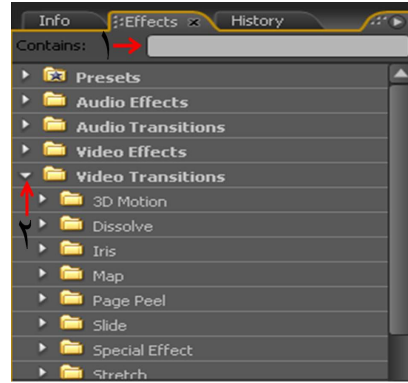 Info Effects x History
Contains: ١
Presets
Audio Effects
Audio Transitions
Video Effects
Video Transitions
3D Motion
٢ Dissolve
Iris
Map
Page Peel
Slide
Special Effect
Stretch